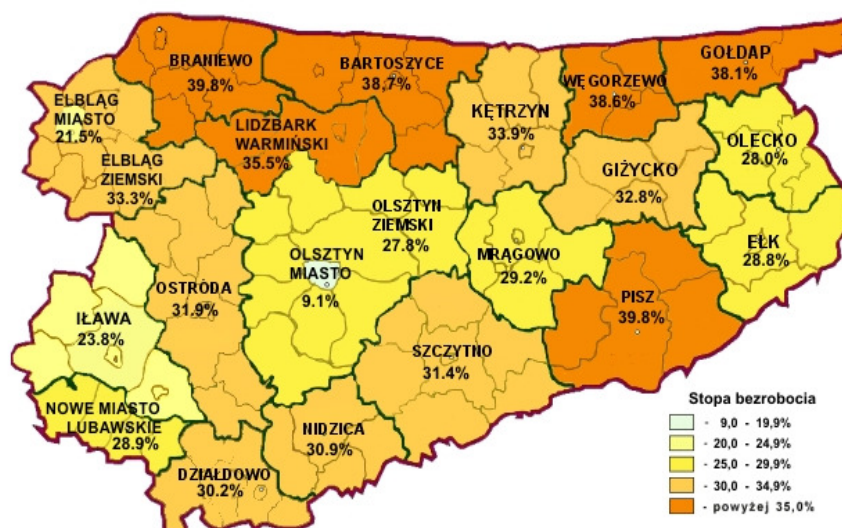 BRANIEWO
39.8%
BARTOSZYCE
38,7%
WĘGORZEWO
38.6%
GOŁDAP
38.1%
ELBLĄG
MIASTO
21.5%
LIDZBARK
WARMIŃSKI
35.5%
KĘTRZYN
33.9%
OLECKO
28.0%
ELBLĄG
ZIEMSKI
33.3%
GIŻYCKO
32.8%
OLSZTYN
ZIEMSKI
27.8%
OLSZTYN
MIASTO
9.1%
MRĄGOWO
29.2%
EŁK
28.8%
OSTRÓDA
31.9%
PISZ
39.8%
IŁAWA
23.8%
SZCZYTNO
31.4%
NOWE MIASTO
LUBAWSKIE
28.9%
NIDZICA
30.9%
DZIAŁDOWO
30.2%
Stopa bezrobocia
- 9,0 - 19,9%
- 20,0 - 24,9%
- 25,0 - 29,9%
- 30,0 - 34,9%
- powyżej 35,0%